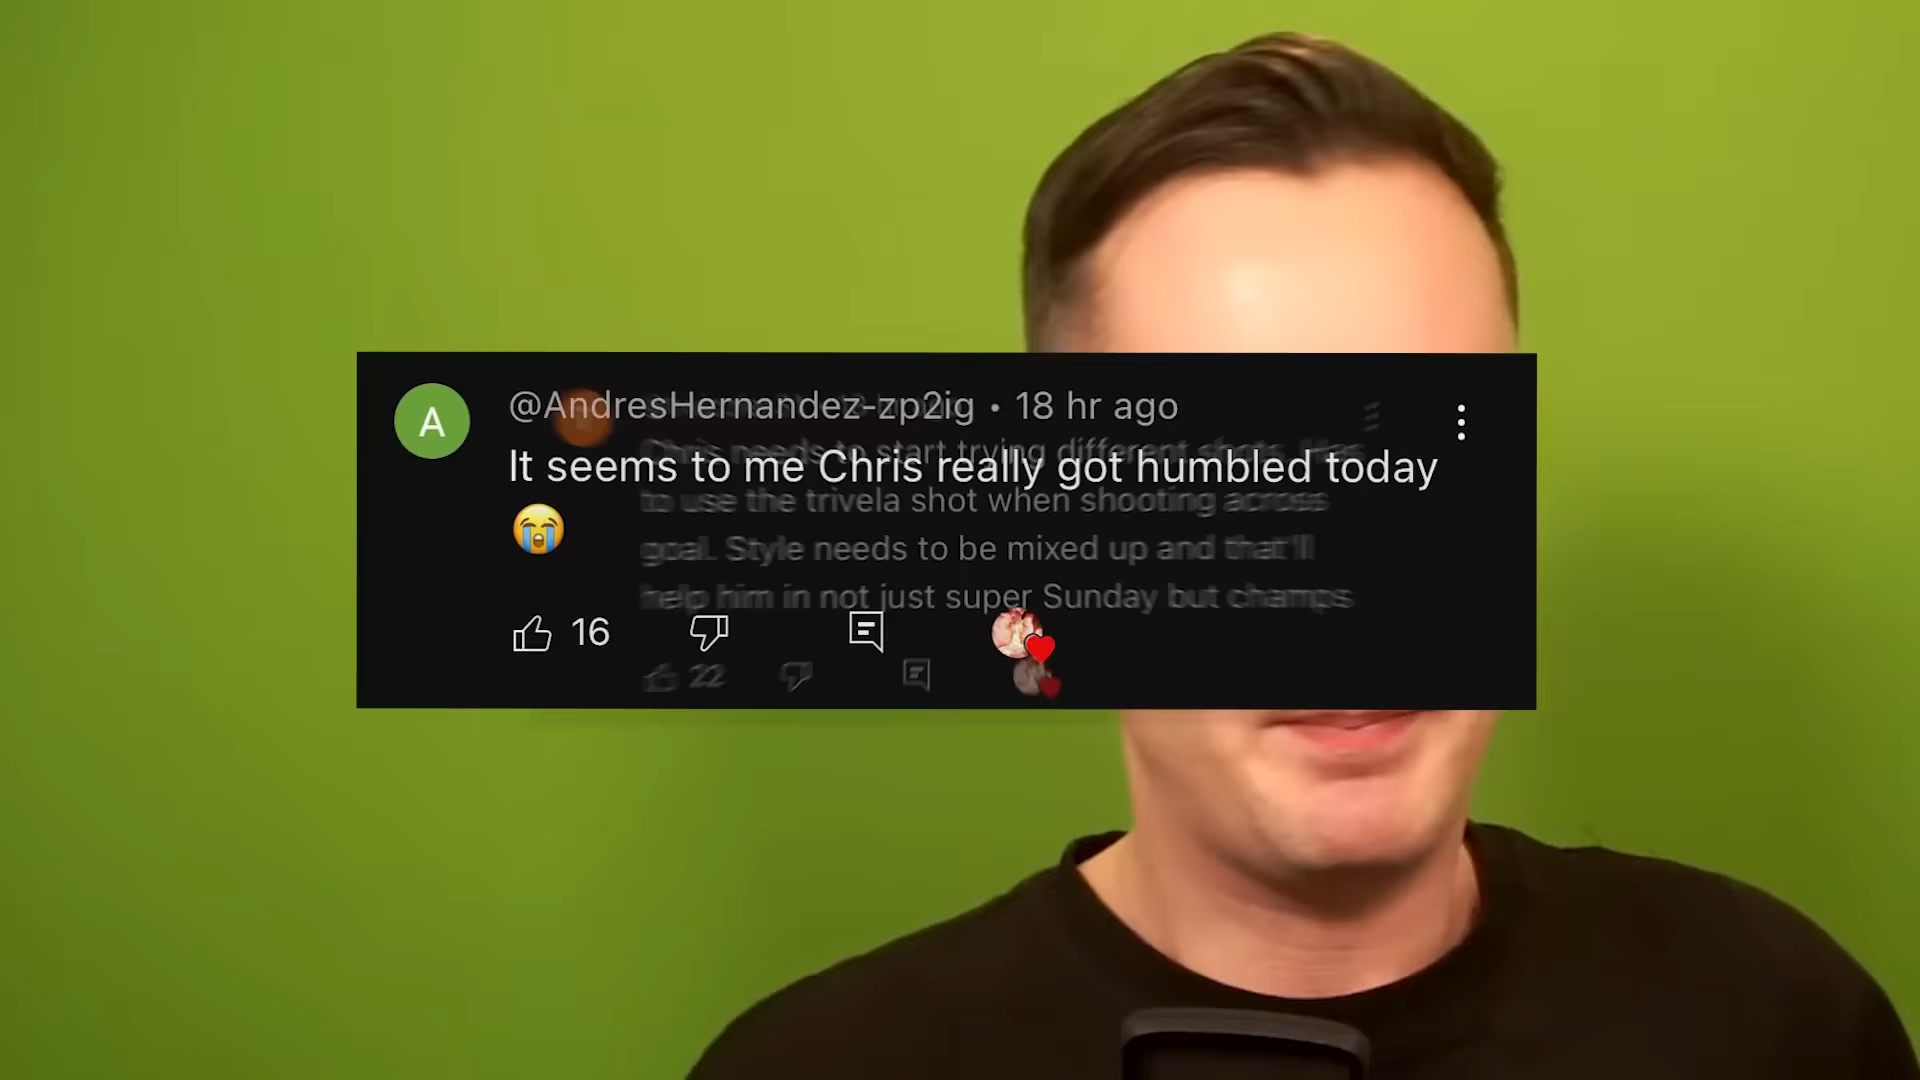 A
@AndresHernandez-zp2ig • 18 hr ago
It seems to me Chris really got humbled today
😭
16
Chris needs to start trying different shots. Has
to use the trivela shot when shooting across
goal. Style needs to be mixed up and that'll
help him in not just super Sunday but champs
22